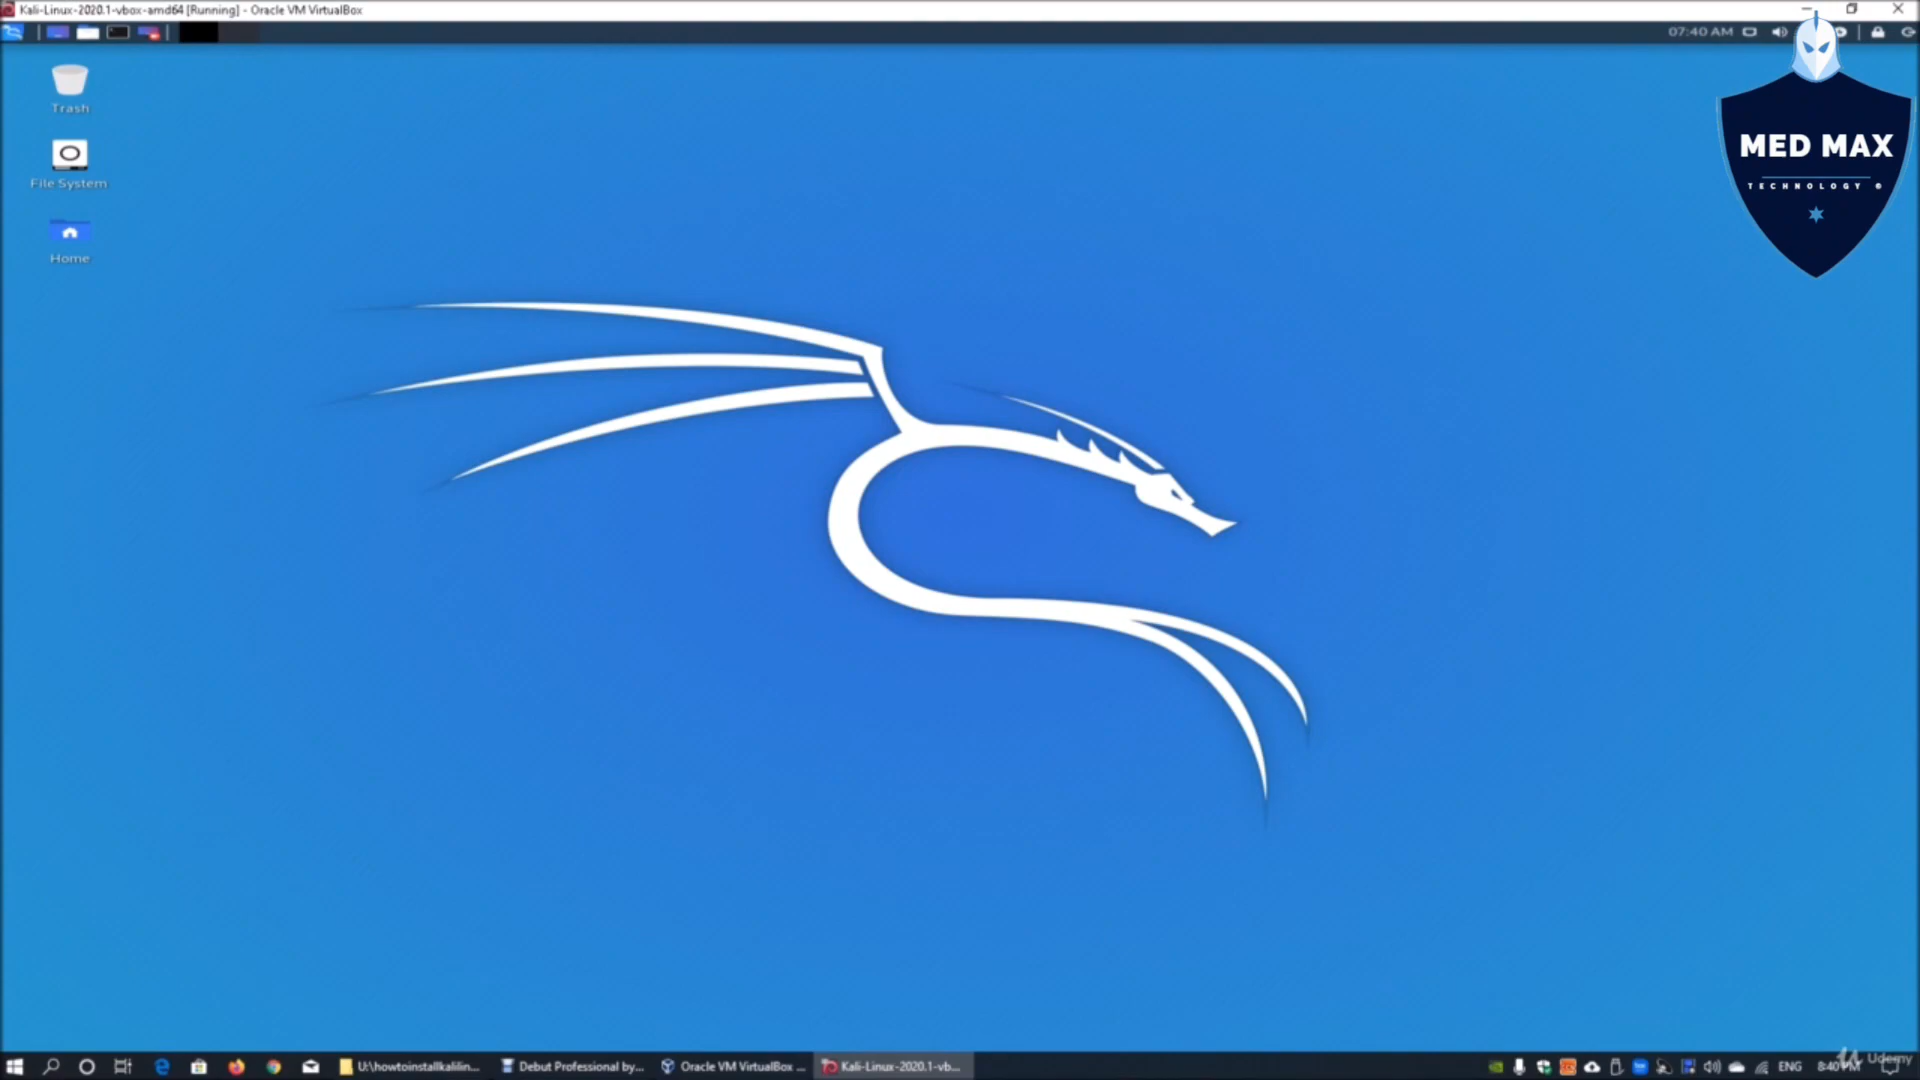 Kali-Linux-2020.1-vbox-amd64 [Running] - Oracle VM VirtualBox
07:40 AM
Trash
File System
Home
MED MAX
TECHNOLOGY ©
U:\howtoinstallkalilin...
Debut Professional by...
Oracle VM VirtualBox ...
Kali-Linux-2020.1-vb...
ENG
8:40 PM
Udemy